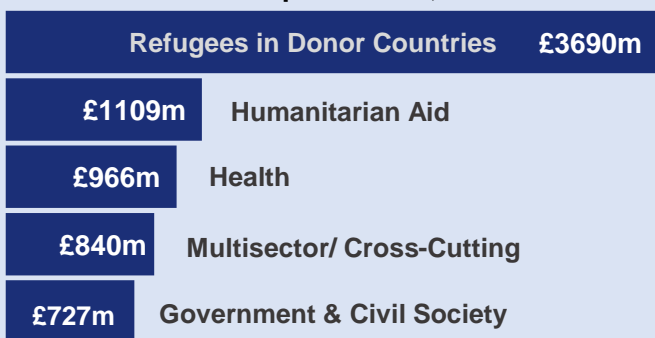 Refugees in Donor Countries £3690m
£1109m Humanitarian Aid
£966m Health
£840m Multisector/ Cross-Cutting
£727m Government & Civil Society